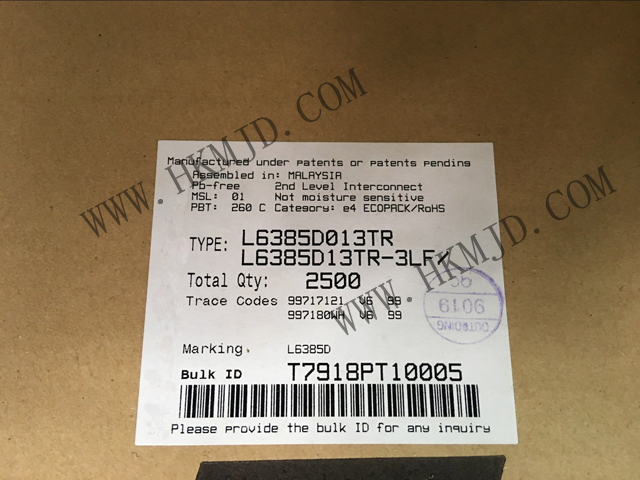 Manufactured under patents or patents pending
Assembled in: MALAYSIA
Pb-free 2nd Level Interconnect
MSL: 01 Not moisture sensitive
PBT: 260 C Category: e4 ECOPACK/RoHS
TYPE: L6385D013TR
L6385D13TR-3LF/
Total Qty: 2500
Trace Codes 99717121 V6 99
997180WH V6 99
9019
Marking L6385D
Bulk ID T7918PT10005
Please provide the bulk ID for any inquiry
WWW.HKMJD.COM
WWW.HKMJD.COM